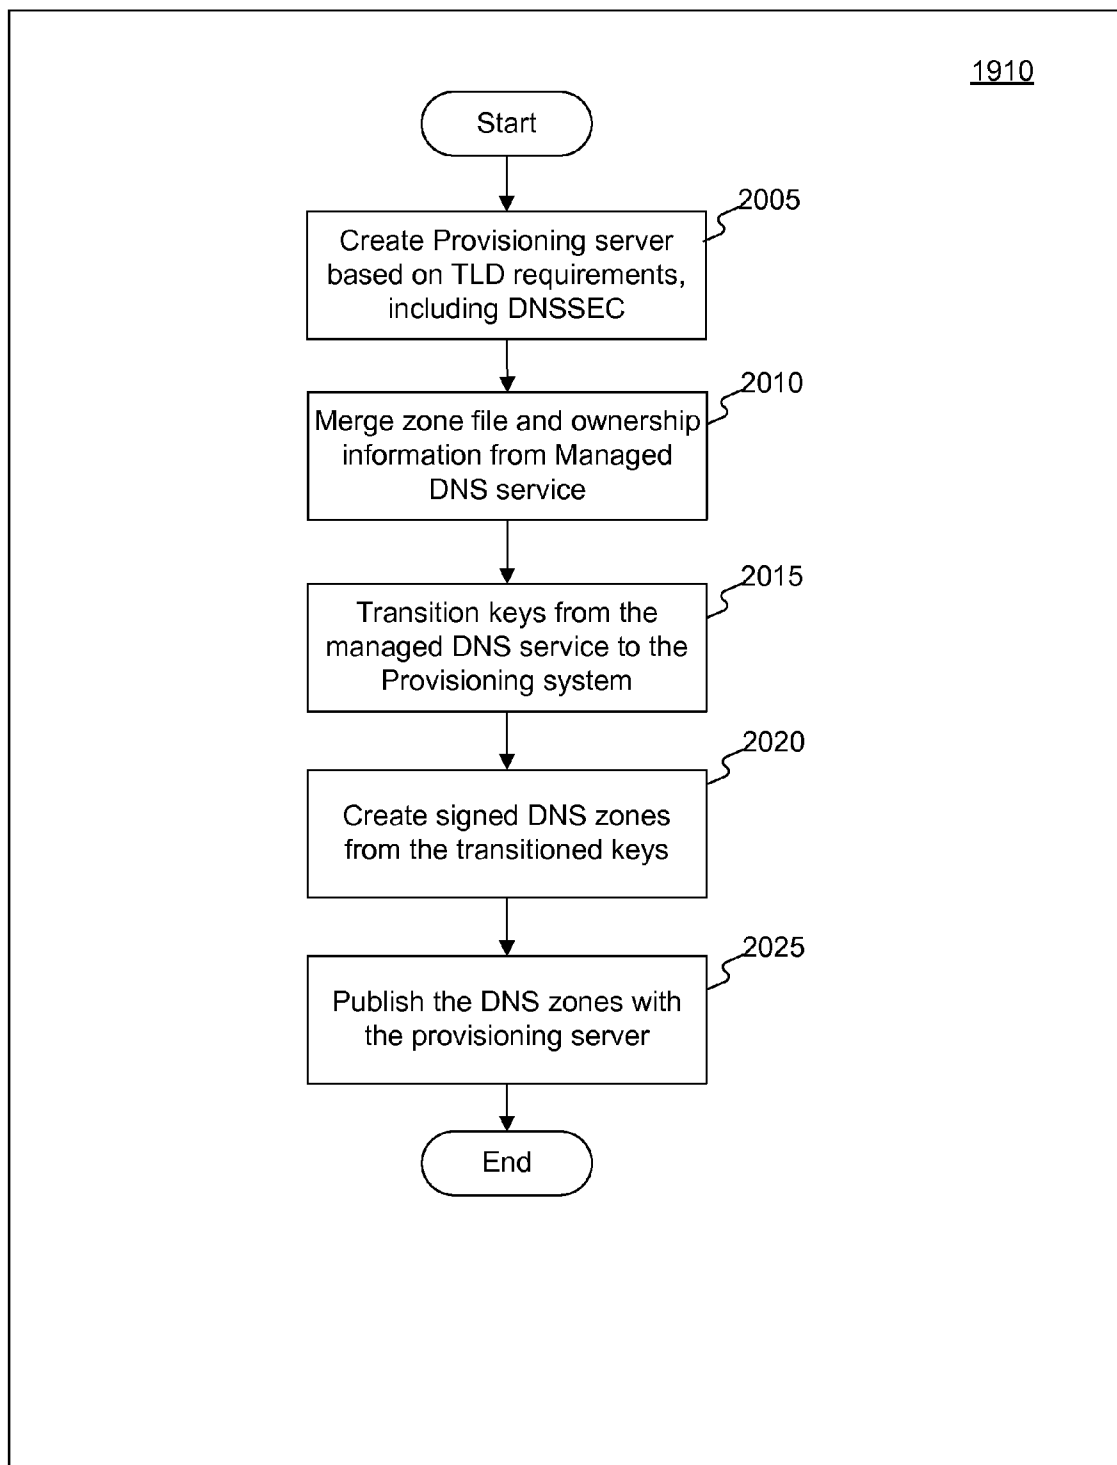 1910
Start
2005
Create Provisioning server
based on TLD requirements,
including DNSSEC
2010
Merge zone file and ownership
information from Managed
DNS service
2015
Transition keys from the
managed DNS service to the
Provisioning system
2020
Create signed DNS zones
from the transitioned keys
2025
Publish the DNS zones with
the provisioning server
End